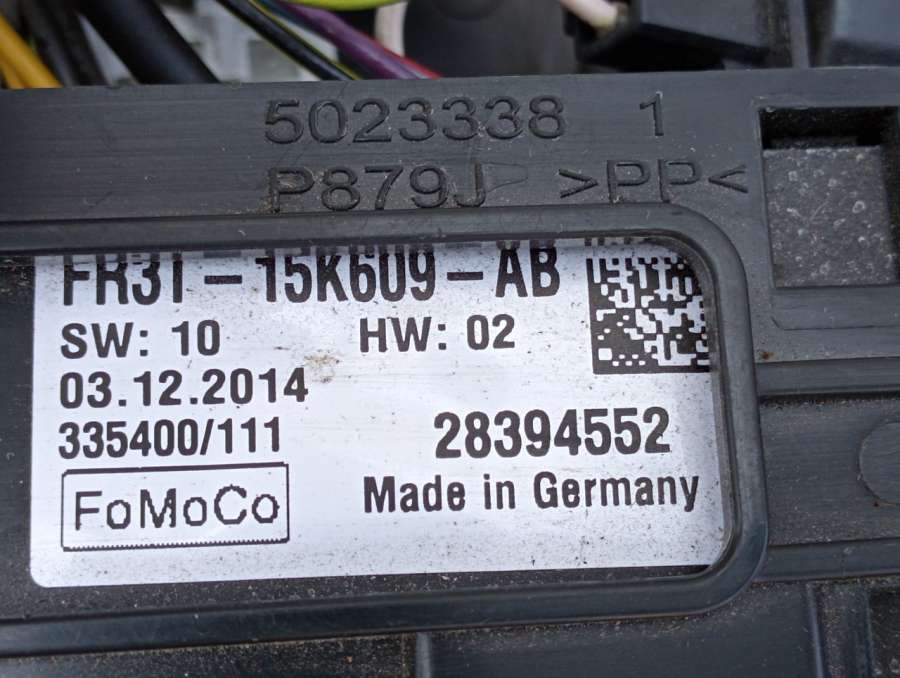 5023338 1
P879J >PP<
FR3T-15K609-AB
SW: 10 HW: 02
03.12.2014
335400/111 28394552
FoMoCo Made in Germany